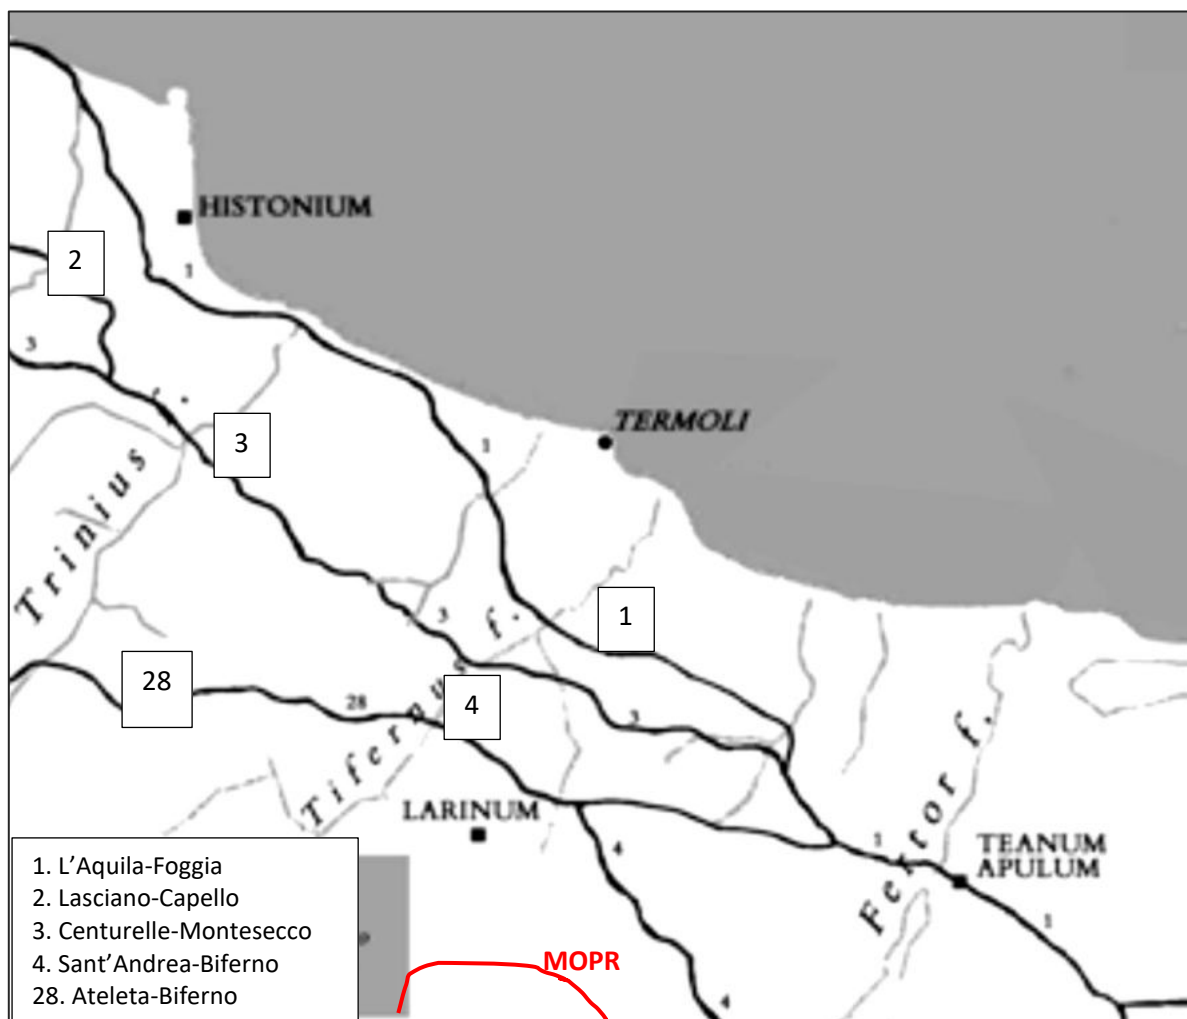 HISTONIUM
2
1
3
TERMOLI
3
1
Trinius f.
1
3
28
28
4
3
Tifernus f.
LARINUM
4
1
TEANUM
APULUM
Fertor f.
1
1. L'Aquila-Foggia
2. Lasciano-Capello
3. Centurelle-Montesecco
4. Sant'Andrea-Biferno
28. Ateleta-Biferno
MOPR
4